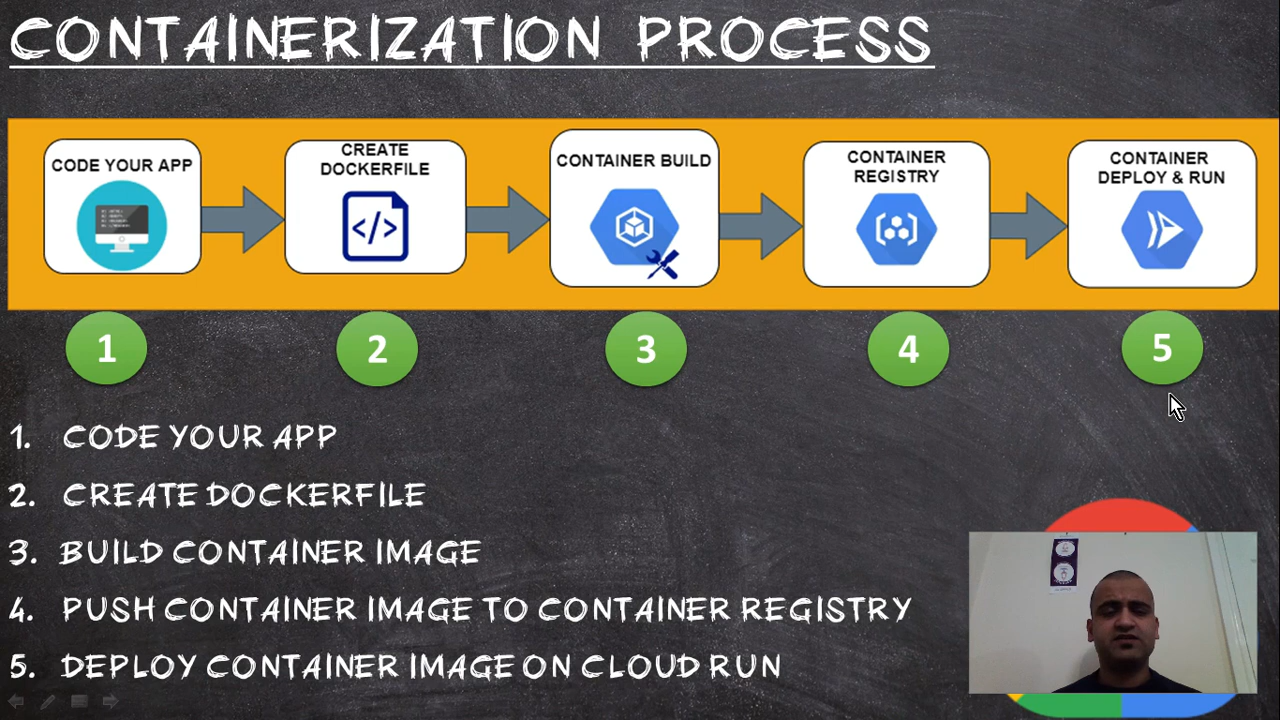 CONTAINERIZATION PROCESS
CODE YOUR APP
CREATE
DOCKERFILE
</>
CONTAINER BUILD
CONTAINER
REGISTRY
CONTAINER
DEPLOY & RUN
1
2
3
4
5
1. CODE YOUR APP
2. CREATE DOCKERFILE
3. BUILD CONTAINER IMAGE
4. PUSH CONTAINER IMAGE TO CONTAINER REGISTRY
5. DEPLOY CONTAINER IMAGE ON CLOUD RUN